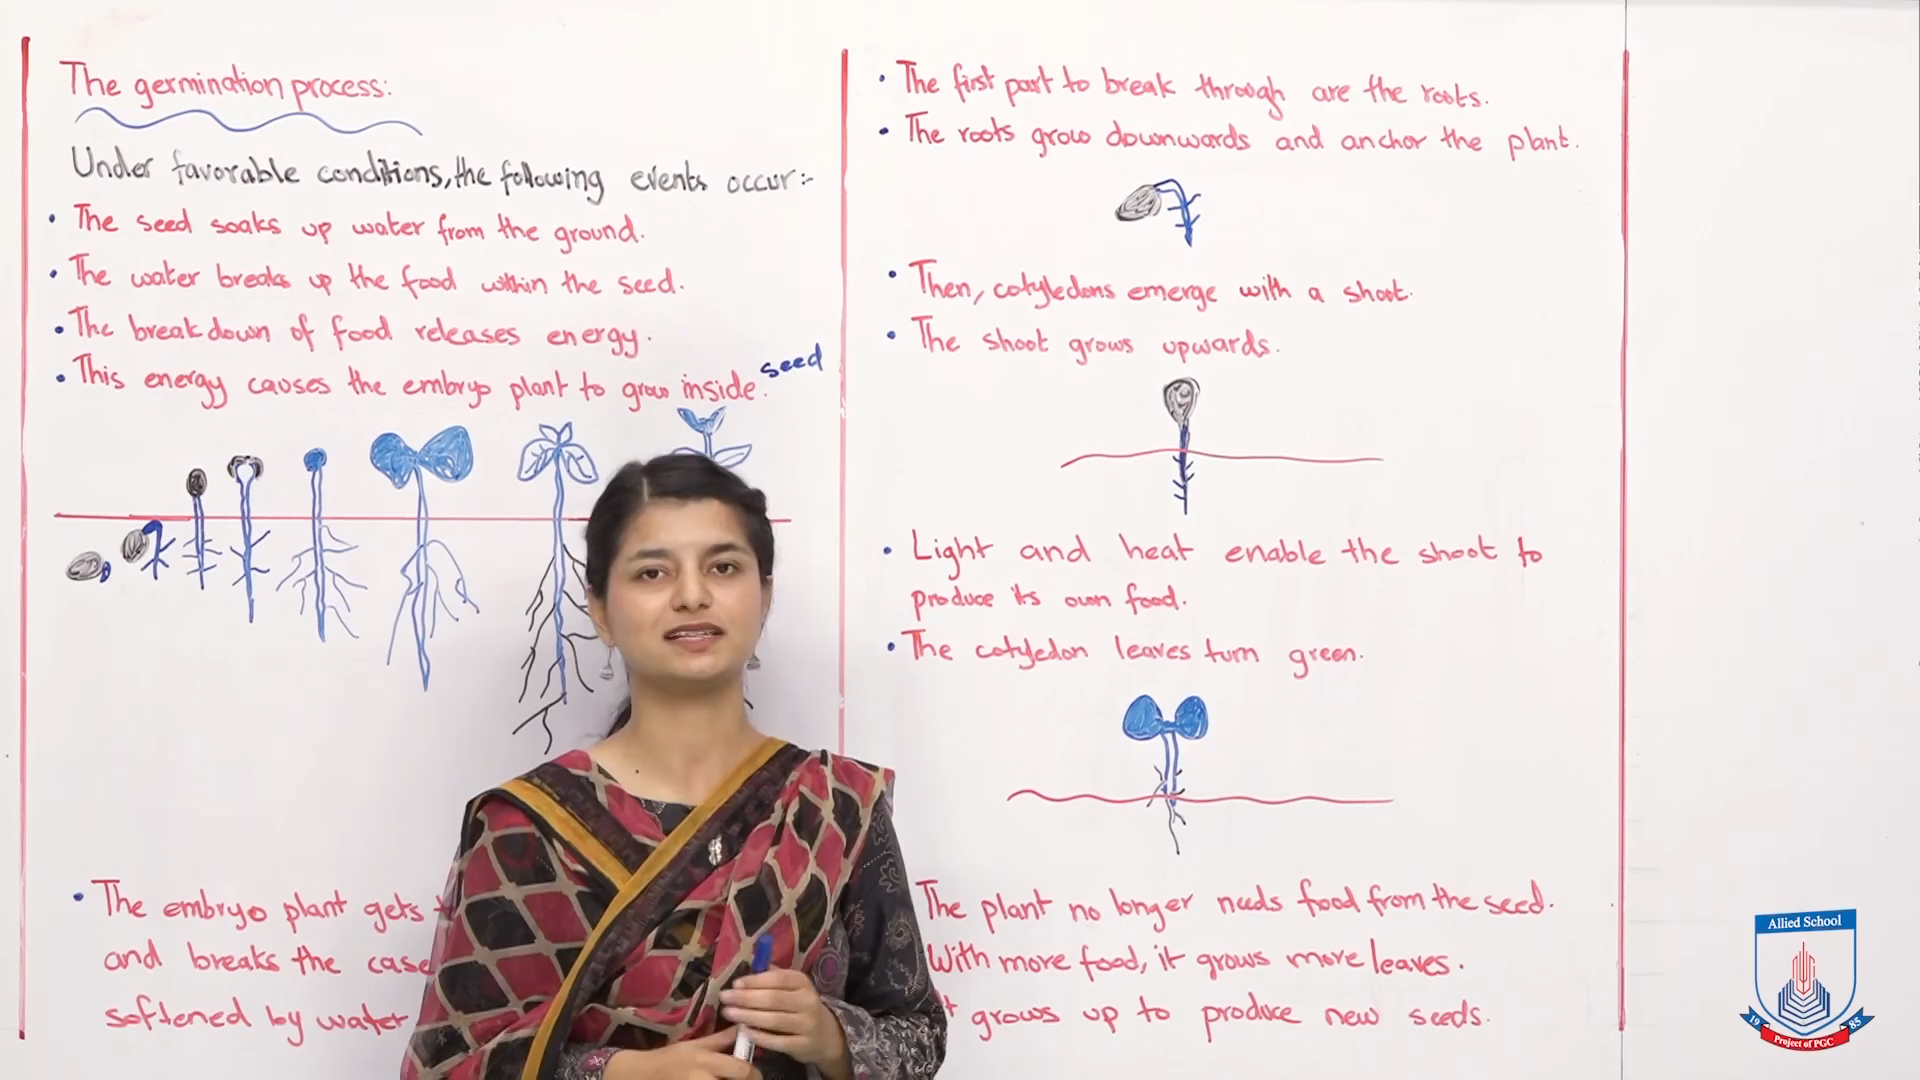 The germination process:
Under favorable conditions, the following events occur:-
• The seed soaks up water from the ground.
• The water breaks up the food within the seed.
• The breakdown of food releases energy.
• This energy causes the embryo plant to grow inside. seed
• The embryo plant gets
and breaks the case
softened by water
• The first part to break through are the roots.
• The roots grow downwards and anchor the plant.
• Then, cotyledons emerge with a shoot.
• The shoot grows upwards.
• Light and heat enable the shoot to
produce its own food.
• The cotyledon leaves turn green.
The plant no longer needs food from the seed.
With more food, it grows more leaves.
grows up to produce new seeds.
Allied School
19 85
Project of PGC